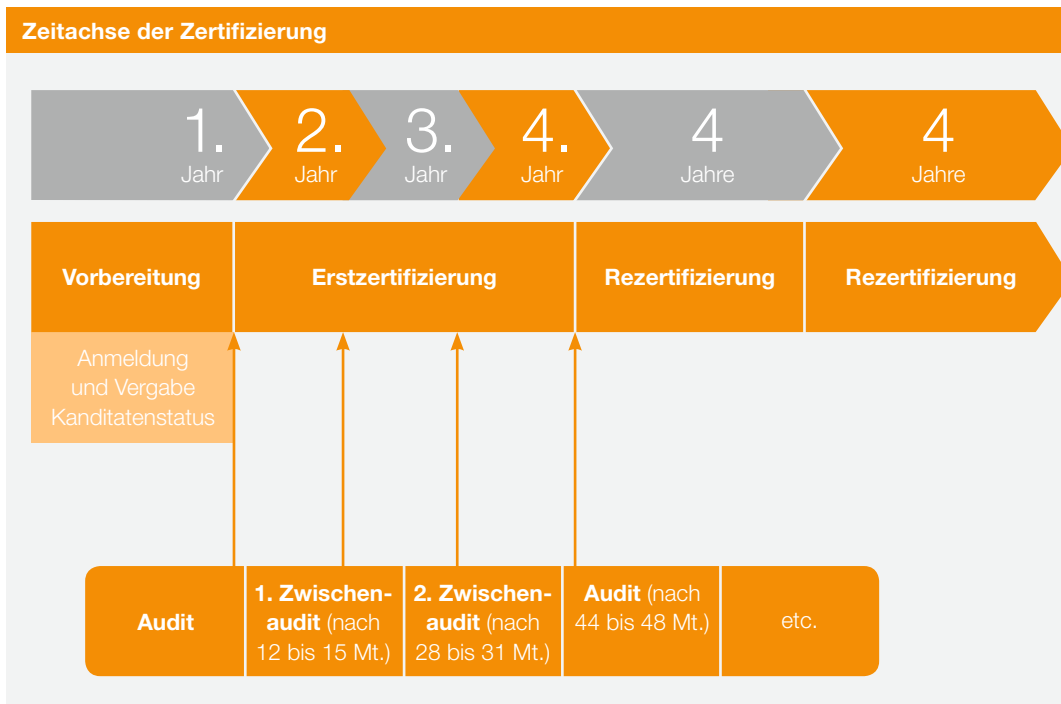 Zeitachse der Zertifizierung
1.
Jahr
2.
Jahr
3.
Jahr
4.
Jahr
4
Jahre
4
Jahre
Vorbereitung
Erstzertifizierung
Rezertifizierung
Rezertifizierung
Anmeldung
und Vergabe
Kanditatenstatus
Audit
1. Zwischen-
audit (nach
12 bis 15 Mt.)
2. Zwischen-
audit (nach
28 bis 31 Mt.)
Audit (nach
44 bis 48 Mt.)
etc.